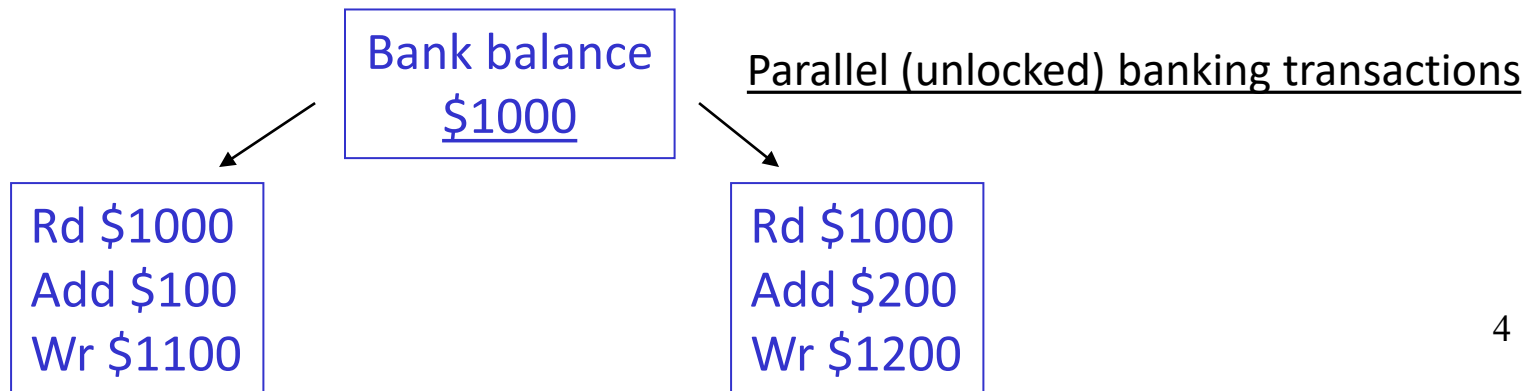 Bank balance
$1000
Parallel (unlocked) banking transactions
Rd $1000
Add $100
Wr $1100
Rd $1000
Add $200
Wr $1200
4